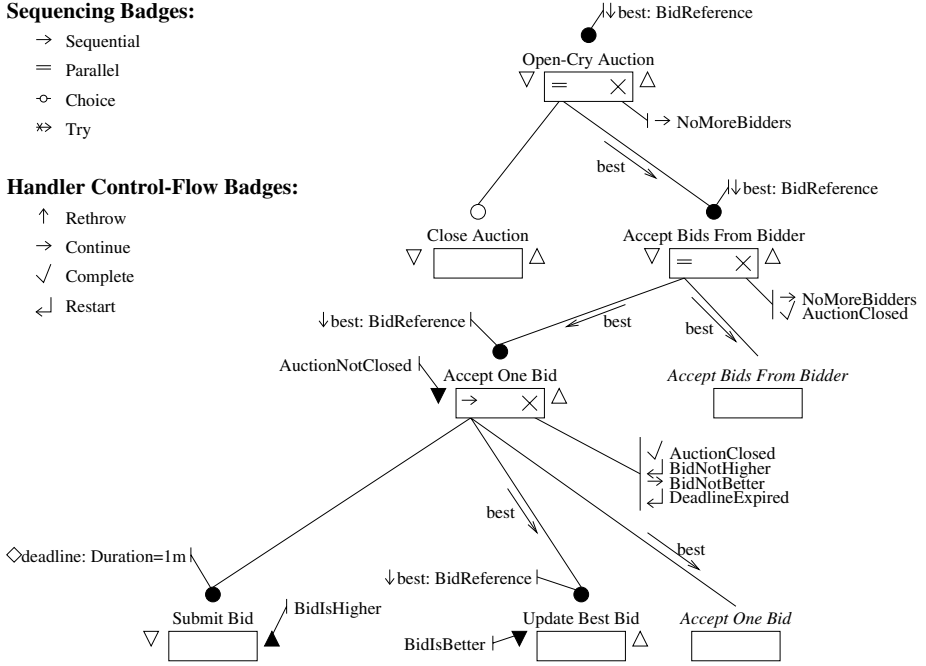 Sequencing Badges:
→ Sequential
= Parallel
Choice
Try
Handler Control-Flow Badges:
↑ Rethrow
→ Continue
√ Complete
↵ Restart
↓best: BidReference
Open-Cry Auction
=
×
→ NoMoreBidders
best
↓best: BidReference
Close Auction
Accept Bids From Bidder
=
×
→ NoMoreBidders
√ AuctionClosed
↓best: BidReference
best
best
AuctionNotClosed
Accept One Bid
→
×
Accept Bids From Bidder
√ AuctionClosed
↵ BidNotHigher
→ BidNotBetter
↵ DeadlineExpired
best
best
◇deadline: Duration=1m
↓best: BidReference
BidIsHigher
Submit Bid
Update Best Bid
Accept One Bid
BidIsBetter